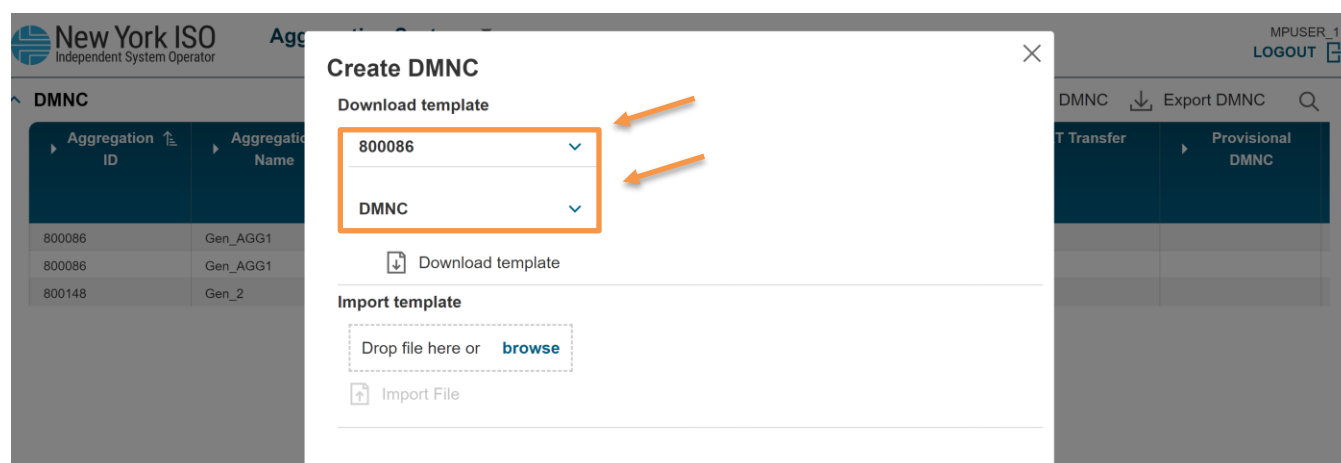 New York ISO
Independent System Operator
Agg
MPUSER_1
LOGOUT
DMNC
DMNC
Export DMNC
Aggregation
ID
Name
T Transfer
Provisional
DMNC
800086 Gen_AGG1
800086 Gen_AGG1
800148 Gen_2
Create DMNC
Download template
800086
DMNC
Download template
Import template
Drop file here or browse
Import File